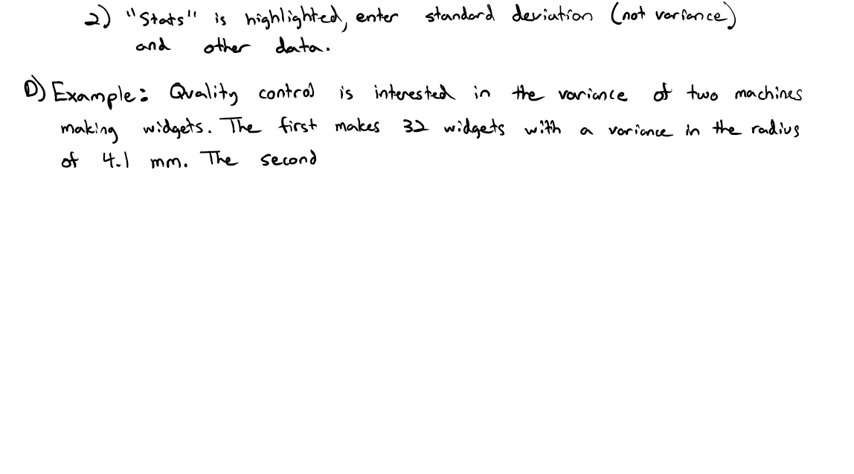 2) "Stats" is highlighted, enter standard deviation (not variance)
and other data.
D) Example: Quality control is interested in the variance of two machines
making widgets. The first makes 32 widgets with a variance in the radius
of 4.1 mm. The second